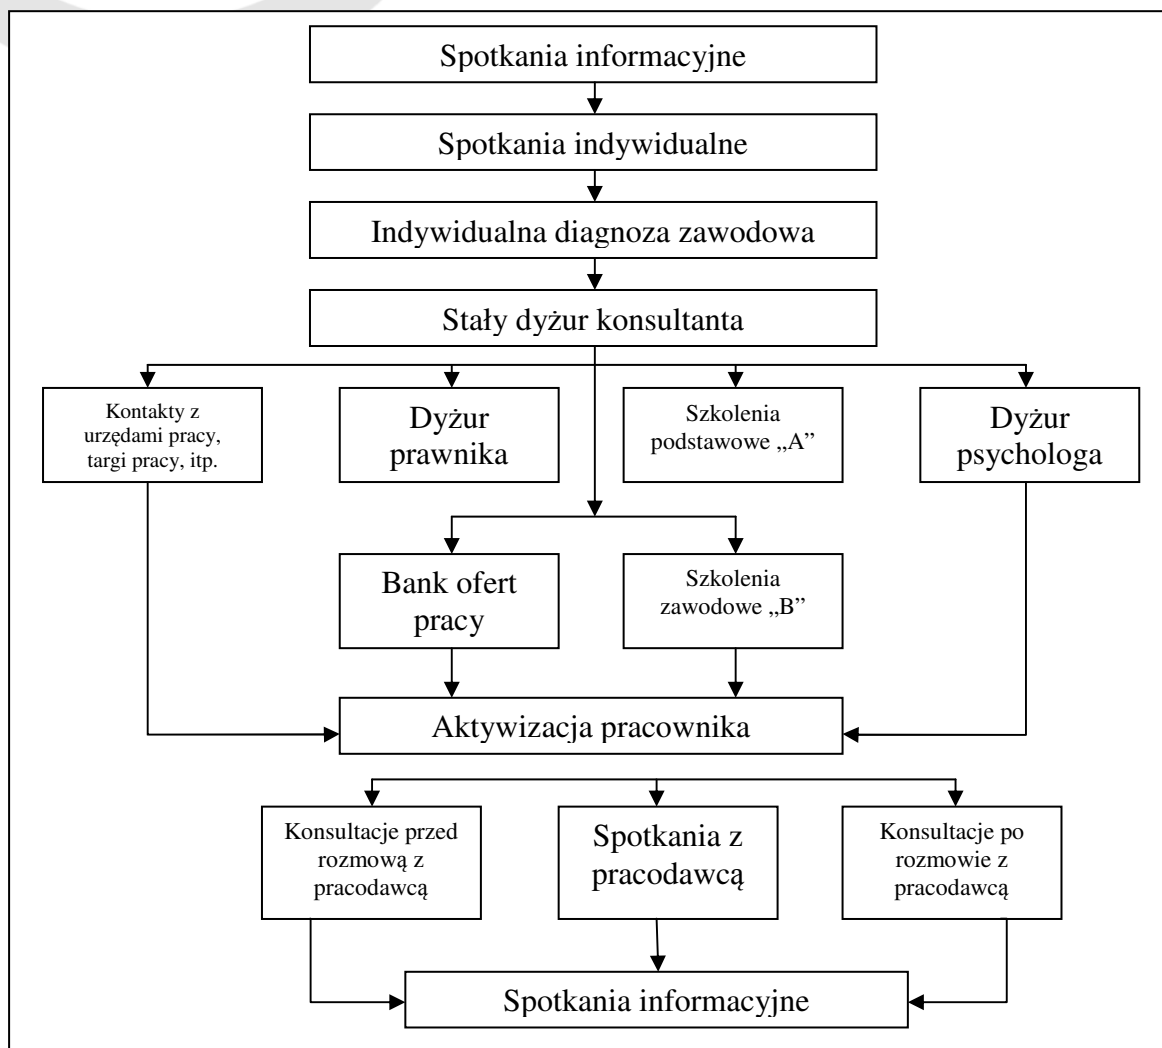 Spotkania informacyjne
Spotkania indywidualne
Indywidualna diagnoza zawodowa
Stały dyżur konsultanta
Kontakty z
urzędami pracy,
targi pracy, itp.
Dyżur
prawnika
Szkolenia
podstawowe „A”
Dyżur
psychologa
Bank ofert
pracy
Szkolenia
zawodowe „B”
Aktywizacja pracownika
Konsultacje przed
rozmową z
pracodawcą
Spotkania z
pracodawcą
Konsultacje po
rozmowie z
pracodawcą
Spotkania informacyjne